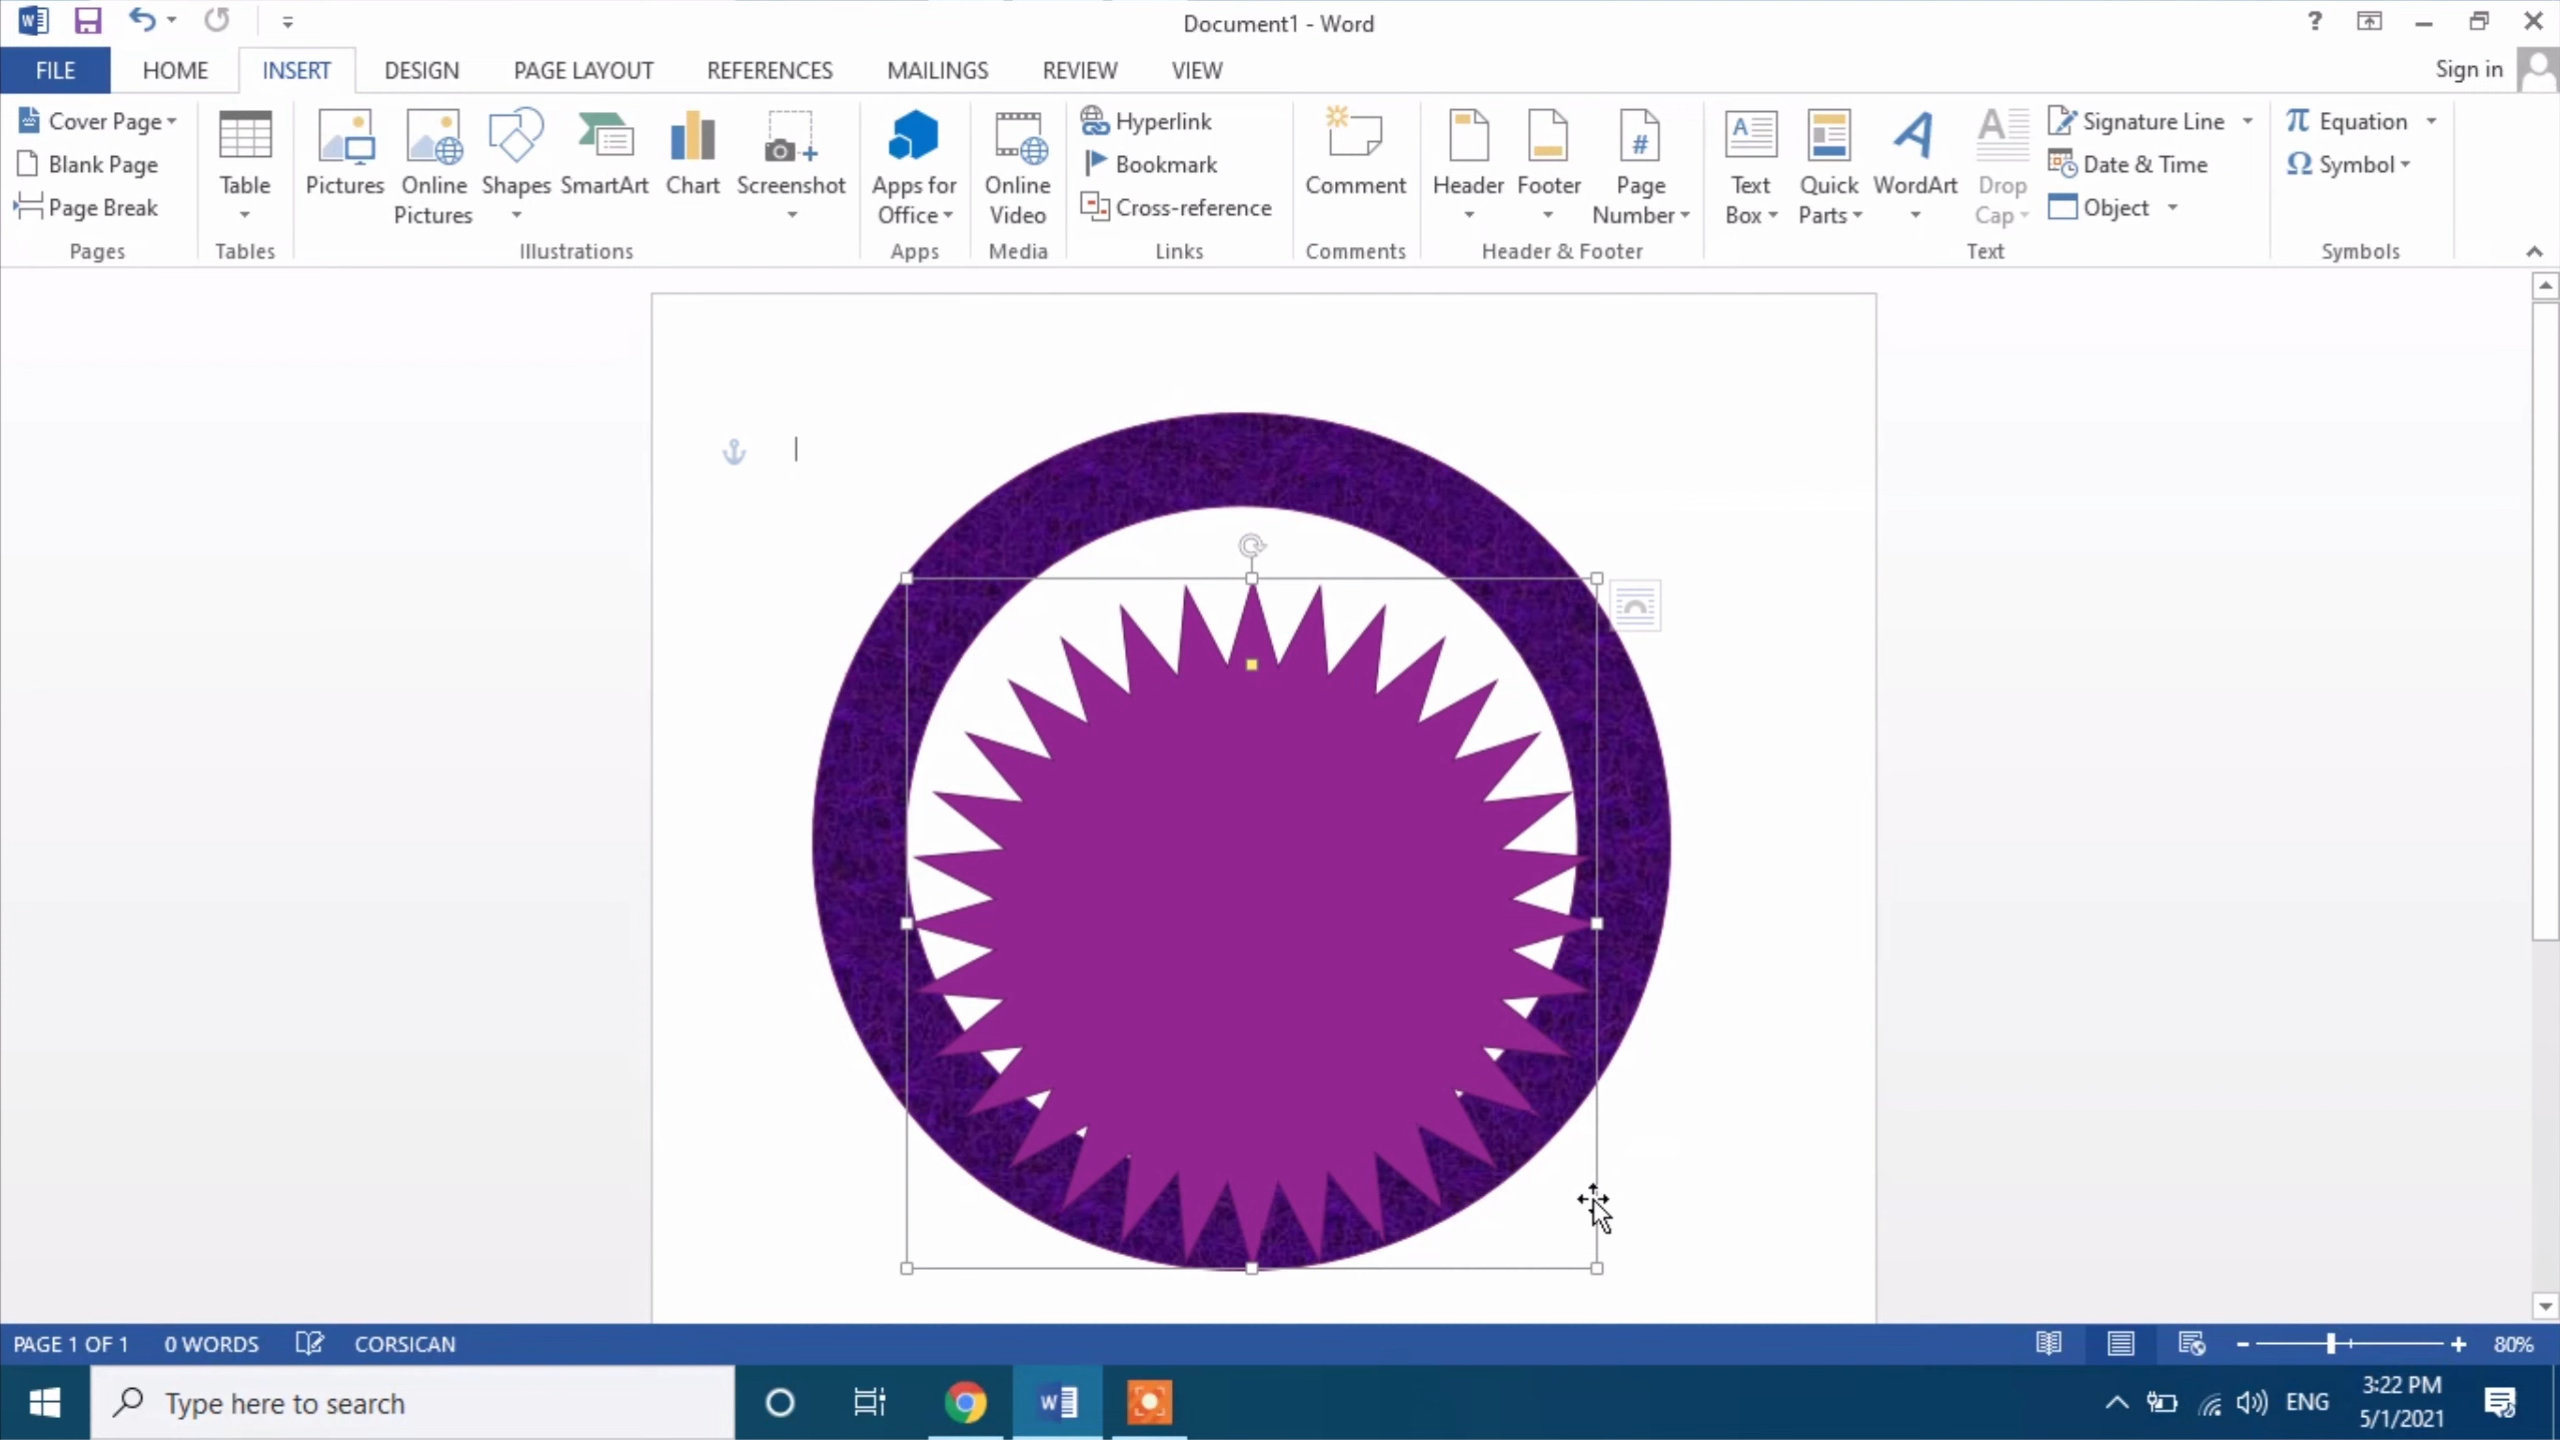 Document1 - Word
FILE HOME INSERT DESIGN PAGE LAYOUT REFERENCES MAILINGS REVIEW VIEW Sign in
Cover Page
Blank Page
Page Break
Pages
Table
Tables
Pictures
Online
Pictures
Shapes
SmartArt
Chart
Screenshot
Illustrations
Apps for
Office
Apps
Online
Video
Media
Hyperlink
Bookmark
Cross-reference
Links
Comment
Comments
Header
Footer
Page
Number
Header & Footer
Text
Box
Quick
Parts
WordArt
Drop
Cap
Signature Line
Date & Time
Object
Text
Equation
Symbol
Symbols
PAGE 1 OF 1 0 WORDS CORSICAN 80%
Type here to search
ENG
3:22 PM
5/1/2021